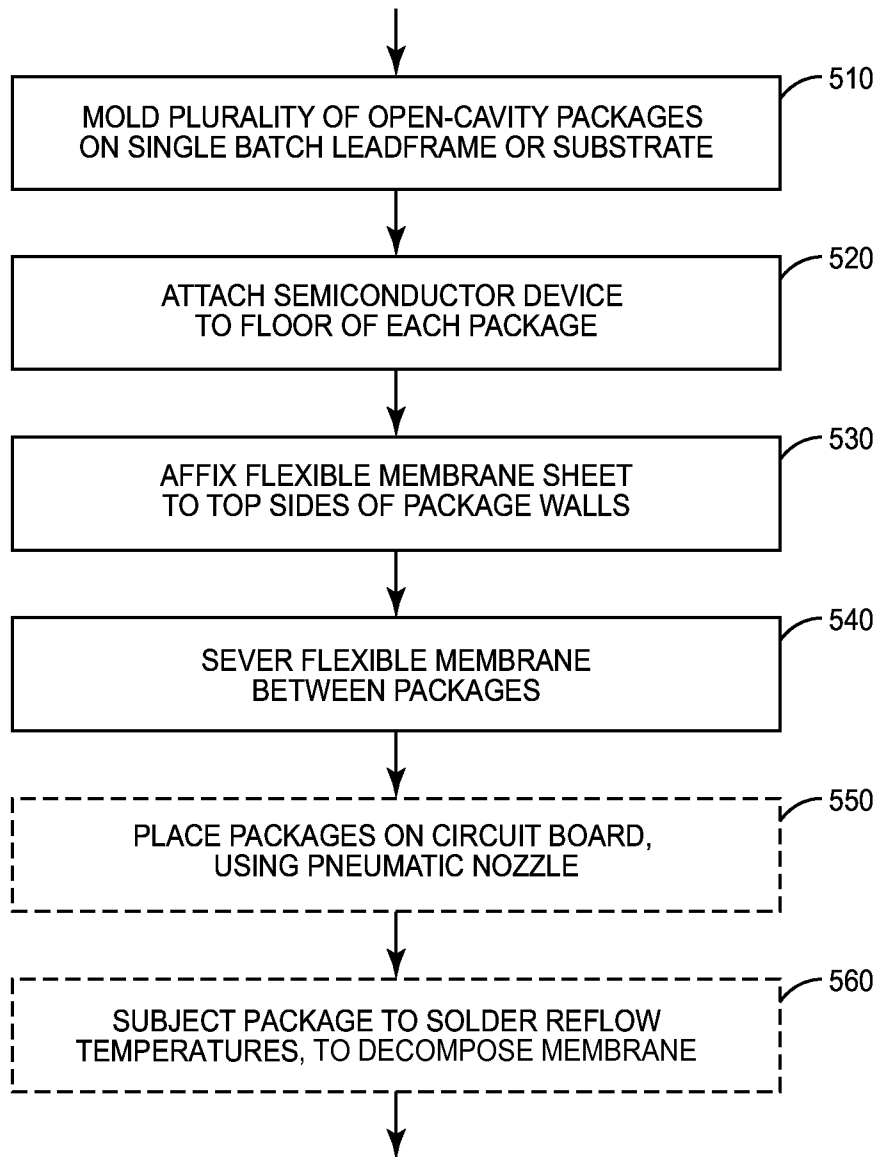 510
MOLD PLURALITY OF OPEN-CAVITY PACKAGES
ON SINGLE BATCH LEADFRAME OR SUBSTRATE
520
ATTACH SEMICONDUCTOR DEVICE
TO FLOOR OF EACH PACKAGE
530
AFFIX FLEXIBLE MEMBRANE SHEET
TO TOP SIDES OF PACKAGE WALLS
540
SEVER FLEXIBLE MEMBRANE
BETWEEN PACKAGES
550
PLACE PACKAGES ON CIRCUIT BOARD,
USING PNEUMATIC NOZZLE
560
SUBJECT PACKAGE TO SOLDER REFLOW
TEMPERATURES, TO DECOMPOSE MEMBRANE